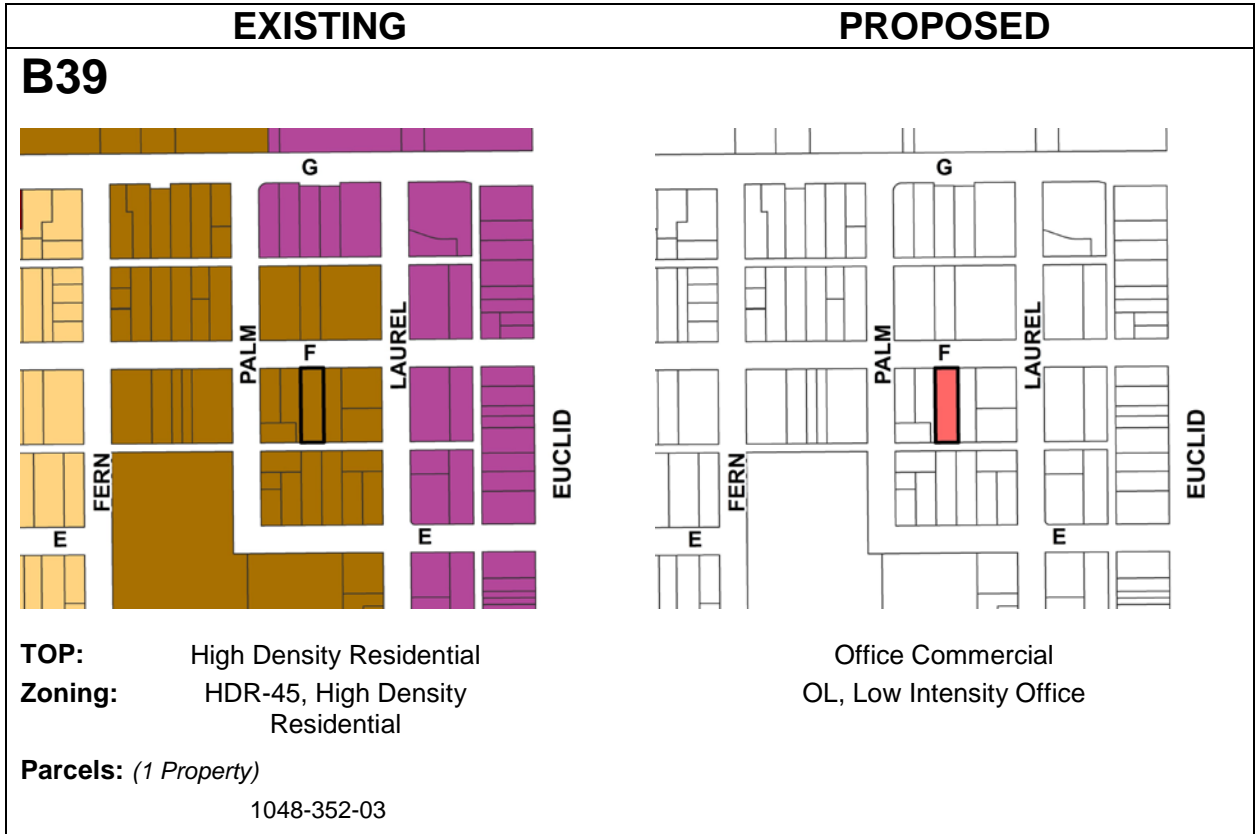 EXISTING
PROPOSED
B39
G
PALM
F
LAUREL
FERN
EUCLID
E
E
G
PALM
F
LAUREL
FERN
EUCLID
E
E
TOP: High Density Residential
Office Commercial
Zoning: HDR-45, High Density
Residential
OL, Low Intensity Office
Parcels: (1 Property)
1048-352-03